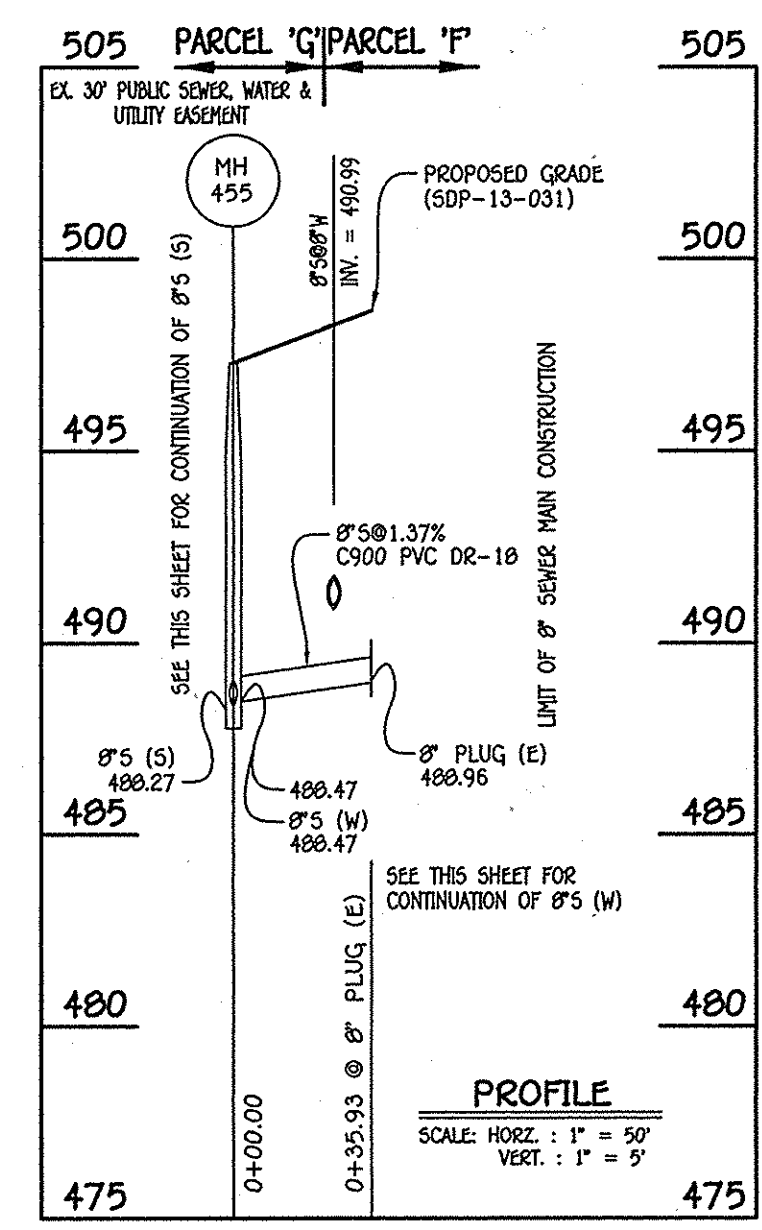 505 PARCEL 'G' PARCEL 'F' 505
EX. 30' PUBLIC SEWER, WATER &
UTILITY EASEMENT
MH
455
PROPOSED GRADE
(SDP-13-031)
8"S@8"W
INV. = 490.99
500 500
SEE THIS SHEET FOR CONTINUATION OF 8"S (S)
495 495
8"S@1.37%
C900 PVC DR-18
LIMIT OF 8" SEWER MAIN CONSTRUCTION
490 490
8"S (S)
488.27
488.47
8"S (W)
488.47
8" PLUG (E)
488.96
485 485
SEE THIS SHEET FOR
CONTINUATION OF 8"S (W)
480 480
0+00.00
0+35.93 @ 8" PLUG (E)
PROFILE
SCALE: HORZ. : 1" = 50'
VERT. : 1" = 5'
475 475